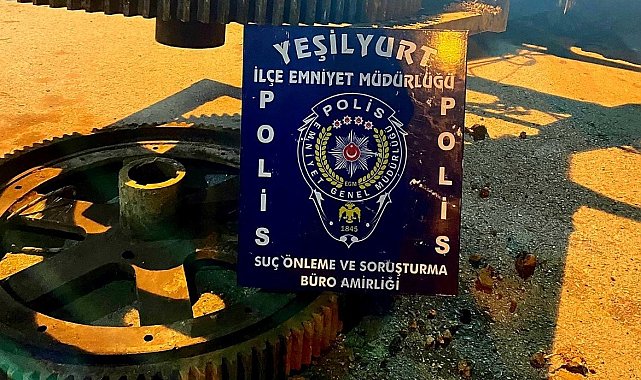 YEŞİLYURT
İLÇE EMNİYET MÜDÜRLÜĞÜ
POLİS
POLİS
POLİS
EMNİYET GENEL MÜDÜRLÜĞÜ
EGM
1845
SUÇ ÖNLEME VE SORUŞTURMA
BÜRO AMİRLİĞİ